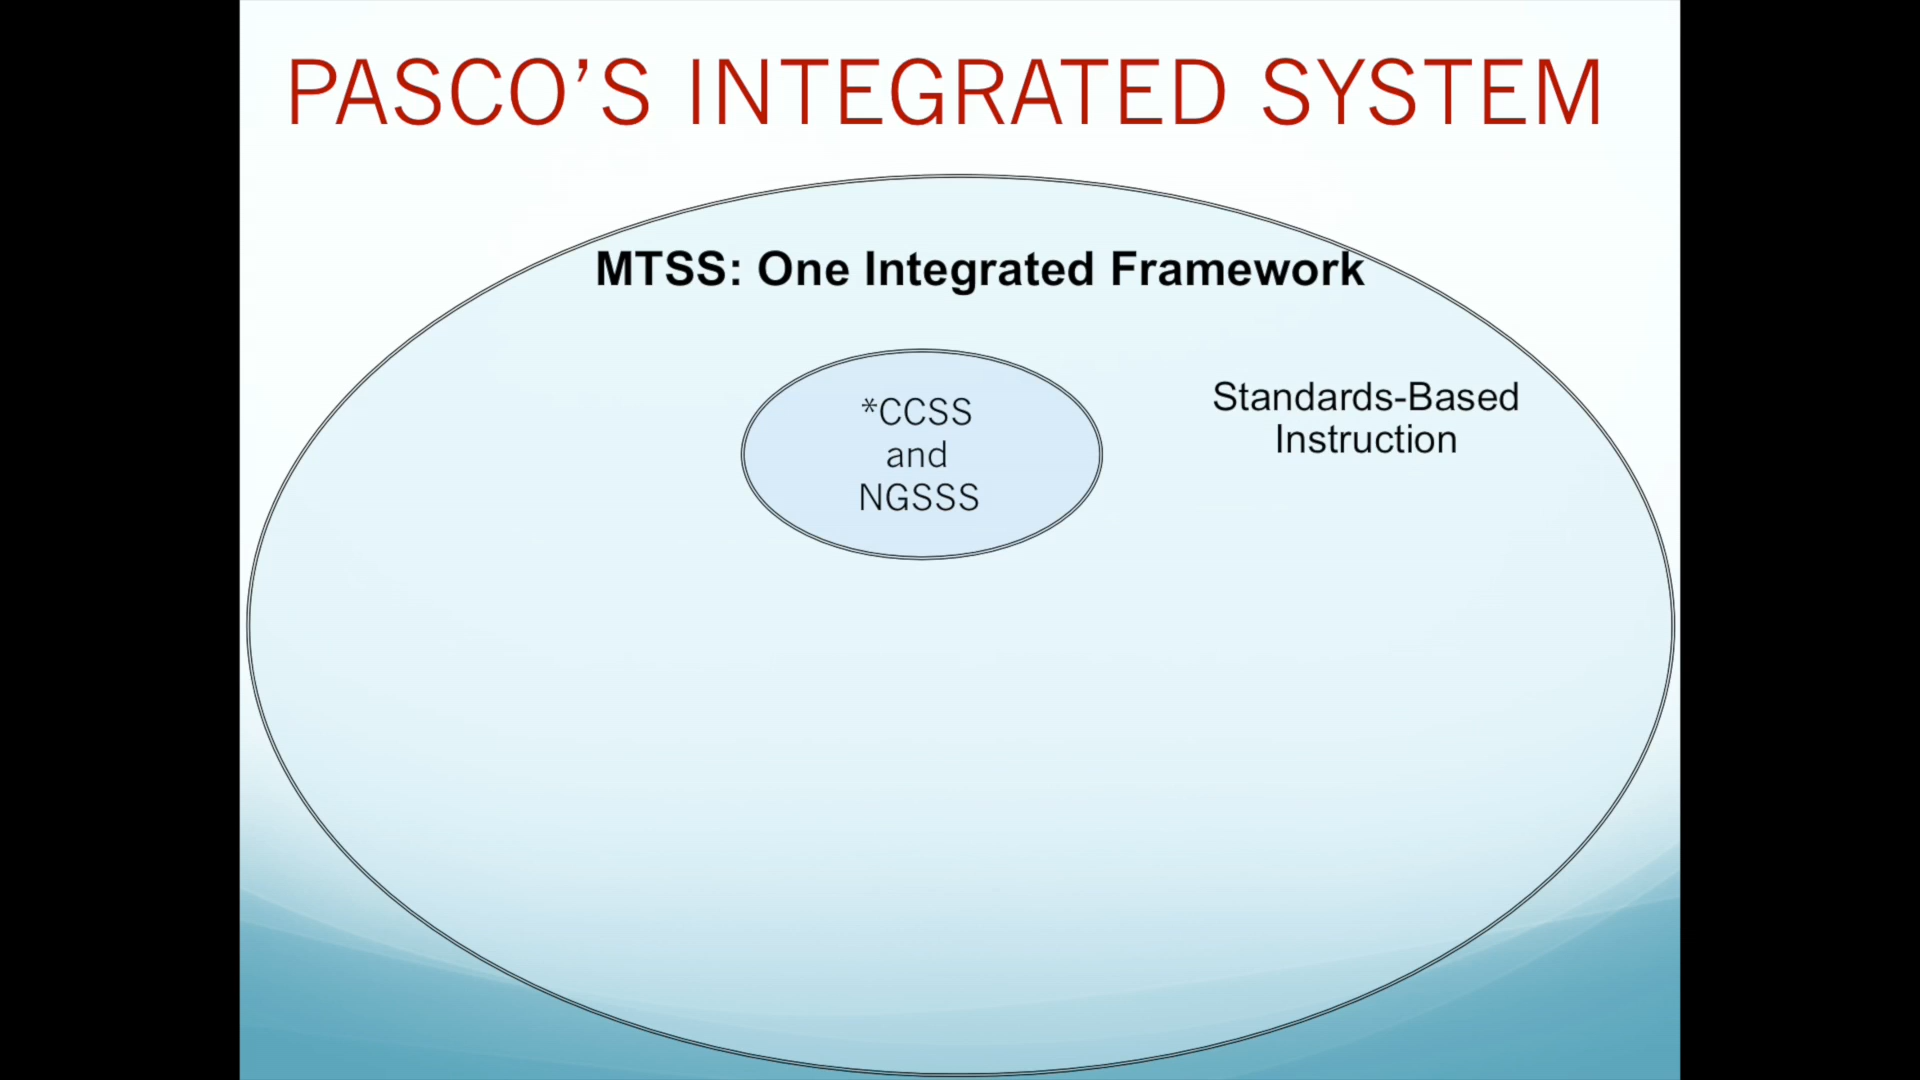 PASCO’S INTEGRATED SYSTEM
MTSS: One Integrated Framework
*CCSS
and
NGSSS
Standards-Based
Instruction